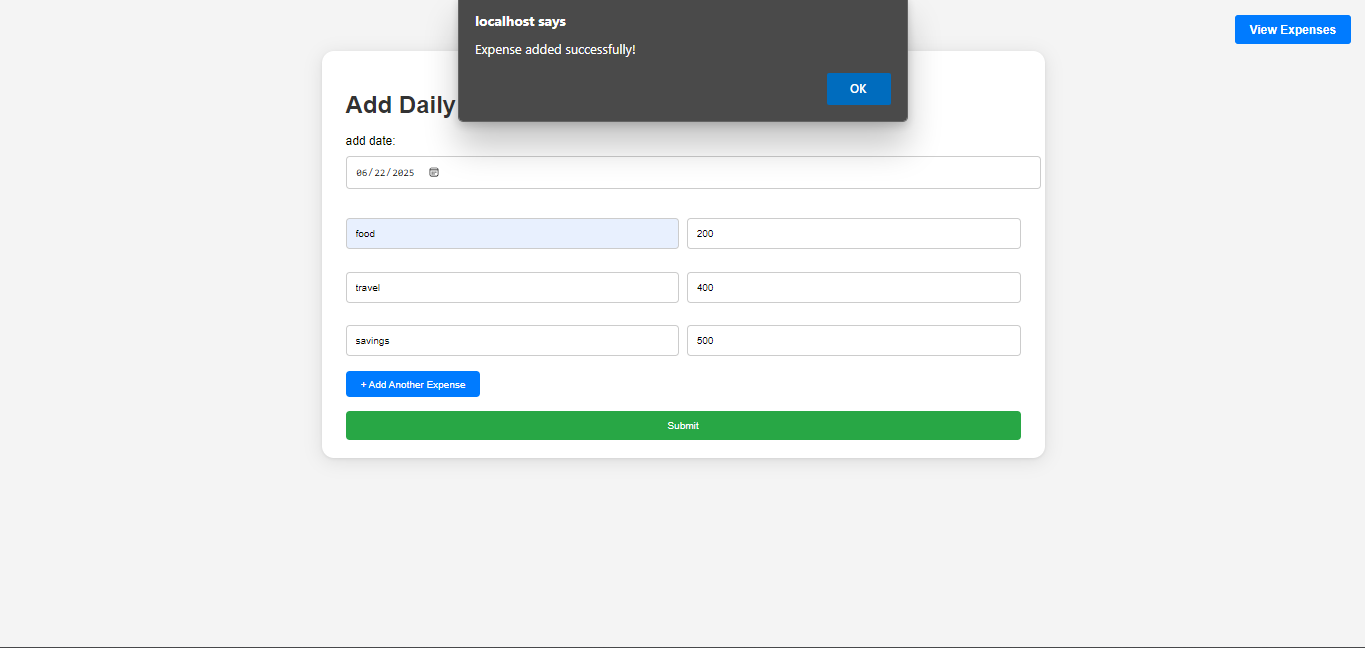 localhost says
Expense added successfully!
OK
View Expenses
Add Daily
add date:
06/22/2025
food 200
travel 400
savings 500
+ Add Another Expense
Submit